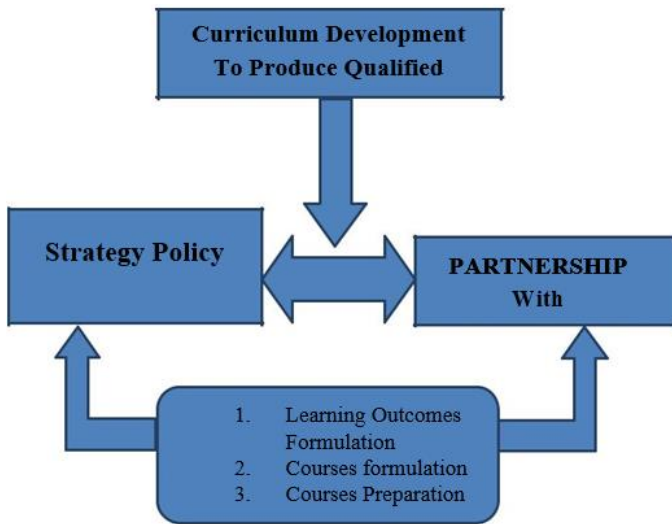 Curriculum Development
To Produce Qualified
Strategy Policy
PARTNERSHIP
With
1. Learning Outcomes
Formulation
2. Courses formulation
3. Courses Preparation